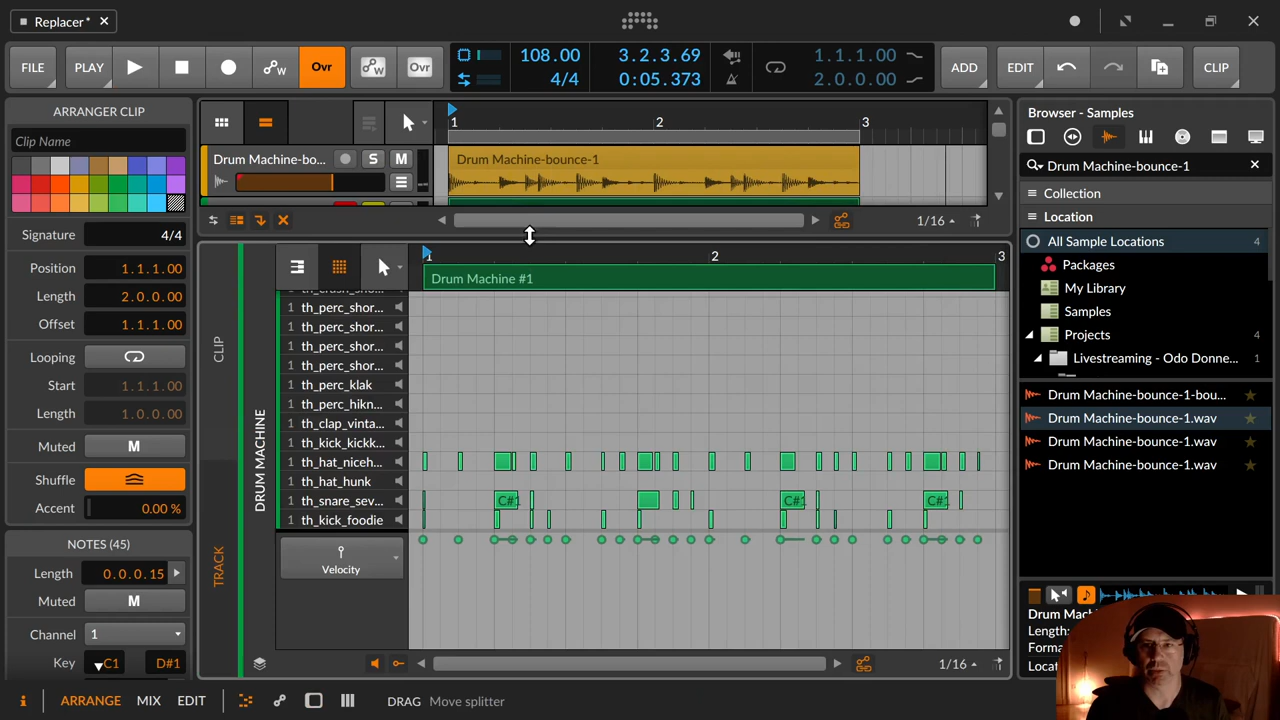 Replacer*
FILE
PLAY
Ovr
Ovr
108.00
4/4
3.2.3.69
0:05.373
1.1.1.00
2.0.0.00
ADD
EDIT
CLIP
ARRANGER CLIP
Clip Name
Signature
4/4
Position
1.1.1.00
Length
2.0.0.00
Offset
1.1.1.00
Looping
Start
1.1.1.00
Length
1.0.0.00
Muted
M
Shuffle
Accent
0.00 %
NOTES (45)
Length
0.0.0.15
Muted
M
Channel
1
Key
C1
D#1
1
2
3
Drum Machine-bo...
S
M
Drum Machine-bounce-1
1/16
CLIP
TRACK
DRUM MACHINE
1
2
3
Drum Machine #1
1 th_perc_shor...
1 th_perc_shor...
1 th_perc_shor...
1 th_perc_shor...
1 th_perc_klak
1 th_perc_hikn...
1 th_clap_vinta...
1 th_kick_kickk...
1 th_hat_niceh...
1 th_hat_hunk
1 th_snare_sev...
C#1
C#1
C#1
1 th_kick_foodie
Velocity
1/16
Browser - Samples
Drum Machine-bounce-1
Collection
Location
All Sample Locations
4
Packages
My Library
Samples
Projects
4
Livestreaming - Odo Donne...
1
Drum Machine-bounce-1-bou...
Drum Machine-bounce-1.wav
Drum Machine-bounce-1.wav
Drum Machine-bounce-1.wav
Length:
ARRANGE
MIX
EDIT
DRAG
Move splitter